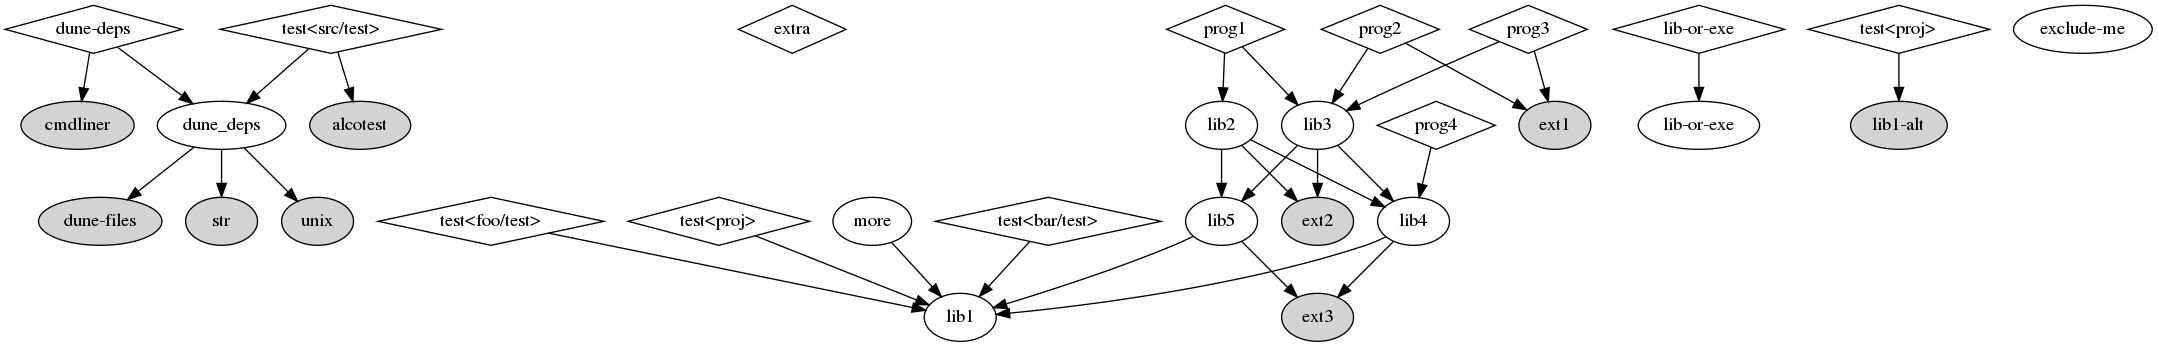 dune-deps
test<src/test>
extra
prog1
prog2
prog3
lib-or-exe
test<proj>
exclude-me
cmdliner
dune_deps
alcotest
lib2
lib3
prog4
ext1
lib-or-exe
lib1-alt
dune-files
str
unix
test<foo/test>
test<proj>
more
test<bar/test>
lib5
ext2
lib4
lib1
ext3